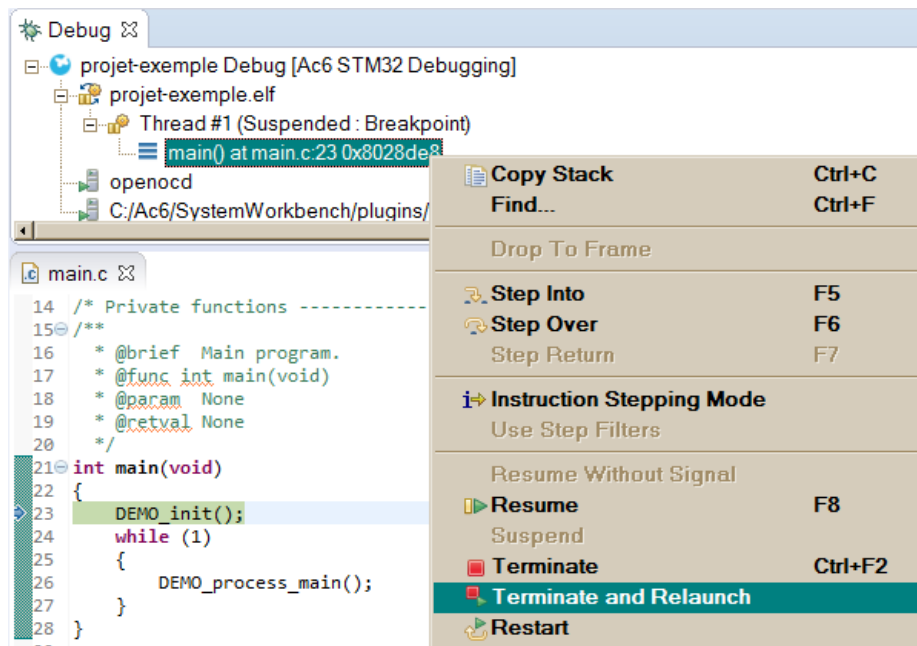 Debug
projet-exemple Debug [Ac6 STM32 Debugging]
projet-exemple.elf
Thread #1 (Suspended : Breakpoint)
main() at main.c:23 0x8028de8
openocd
C:/Ac6/SystemWorkbench/plugins/
Copy Stack Ctrl+C
Find... Ctrl+F
Drop To Frame
Step Into F5
Step Over F6
Step Return F7
Instruction Stepping Mode
Use Step Filters
Resume Without Signal
Resume F8
Suspend
Terminate Ctrl+F2
Terminate and Relaunch
Restart
main.c
14 /* Private functions ------------
15 /**
16 * @brief Main program.
17 * @func int main(void)
18 * @param None
19 * @retval None
20 */
21 int main(void)
22 {
23 DEMO_init();
24 while (1)
25 {
26 DEMO_process_main();
27 }
28 }